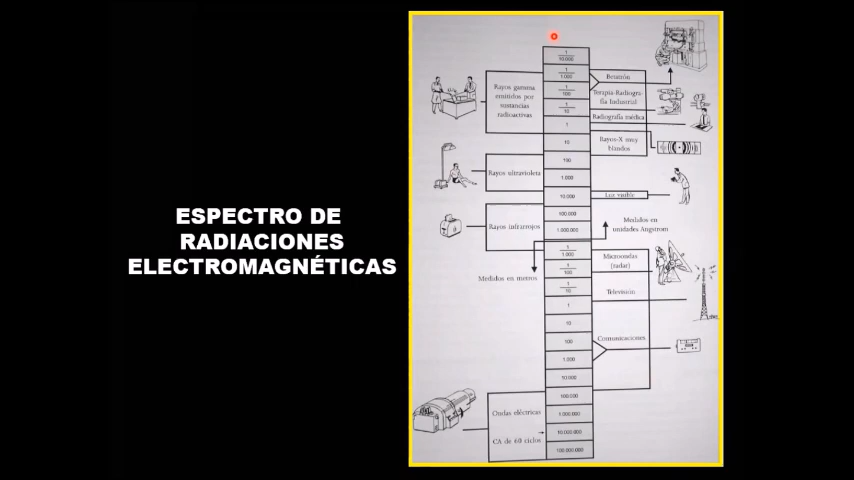 ESPECTRO DE
RADIACIONES
ELECTROMAGNÉTICAS
1
10.000
1
1.000
1
100
1
10
1
10
100
1.000
10.000
100.000
1.000.000
1
1.000
1
100
1
10
1
10
100
1.000
10.000
100.000
1.000.000
10.000.000
100.000.000
Rayos gamma
emitidos por
sustancias
radioactivas
Rayos ultravioleta
Rayos infrarrojos
Medidos en metros
Ondas eléctricas
CA de 60 ciclos
Betatrón
Terapia-Radiogra-
fía Industrial
Radiografía médica
Rayos-X muy
blandos
Luz visible
Medidos en
unidades Angstrom
Microondas
(radar)
Televisión
Comunicaciones